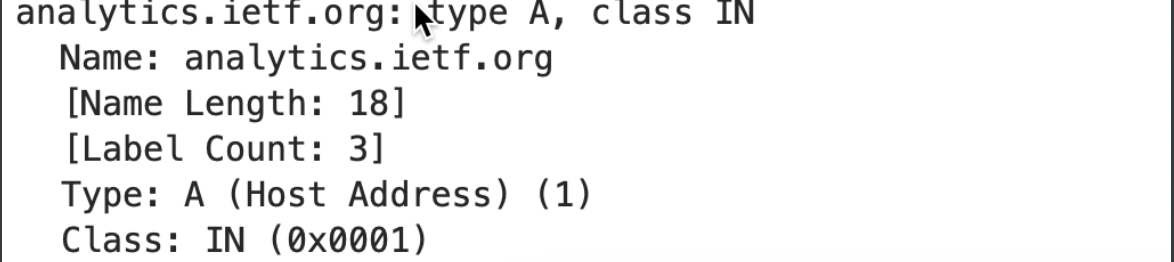 analytics.ietf.org: type A, class IN
Name: analytics.ietf.org
[Name Length: 18]
[Label Count: 3]
Type: A (Host Address) (1)
Class: IN (0x0001)